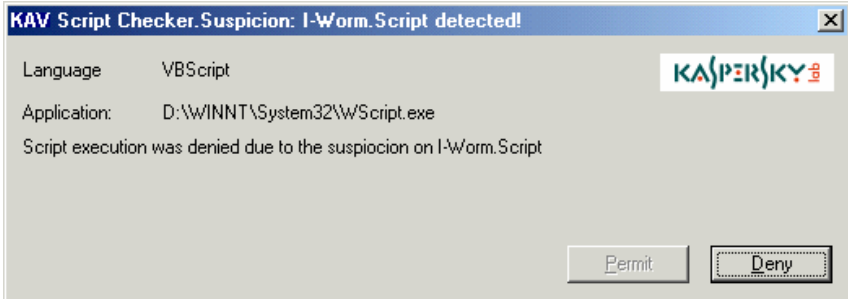 KAV Script Checker.Suspicion: I-Worm.Script detected!
Language VBScript
KASPERSKY lab
Application: D:\WINNT\System32\WScript.exe
Script execution was denied due to the suspiocion on I-Worm.Script
Permit Deny